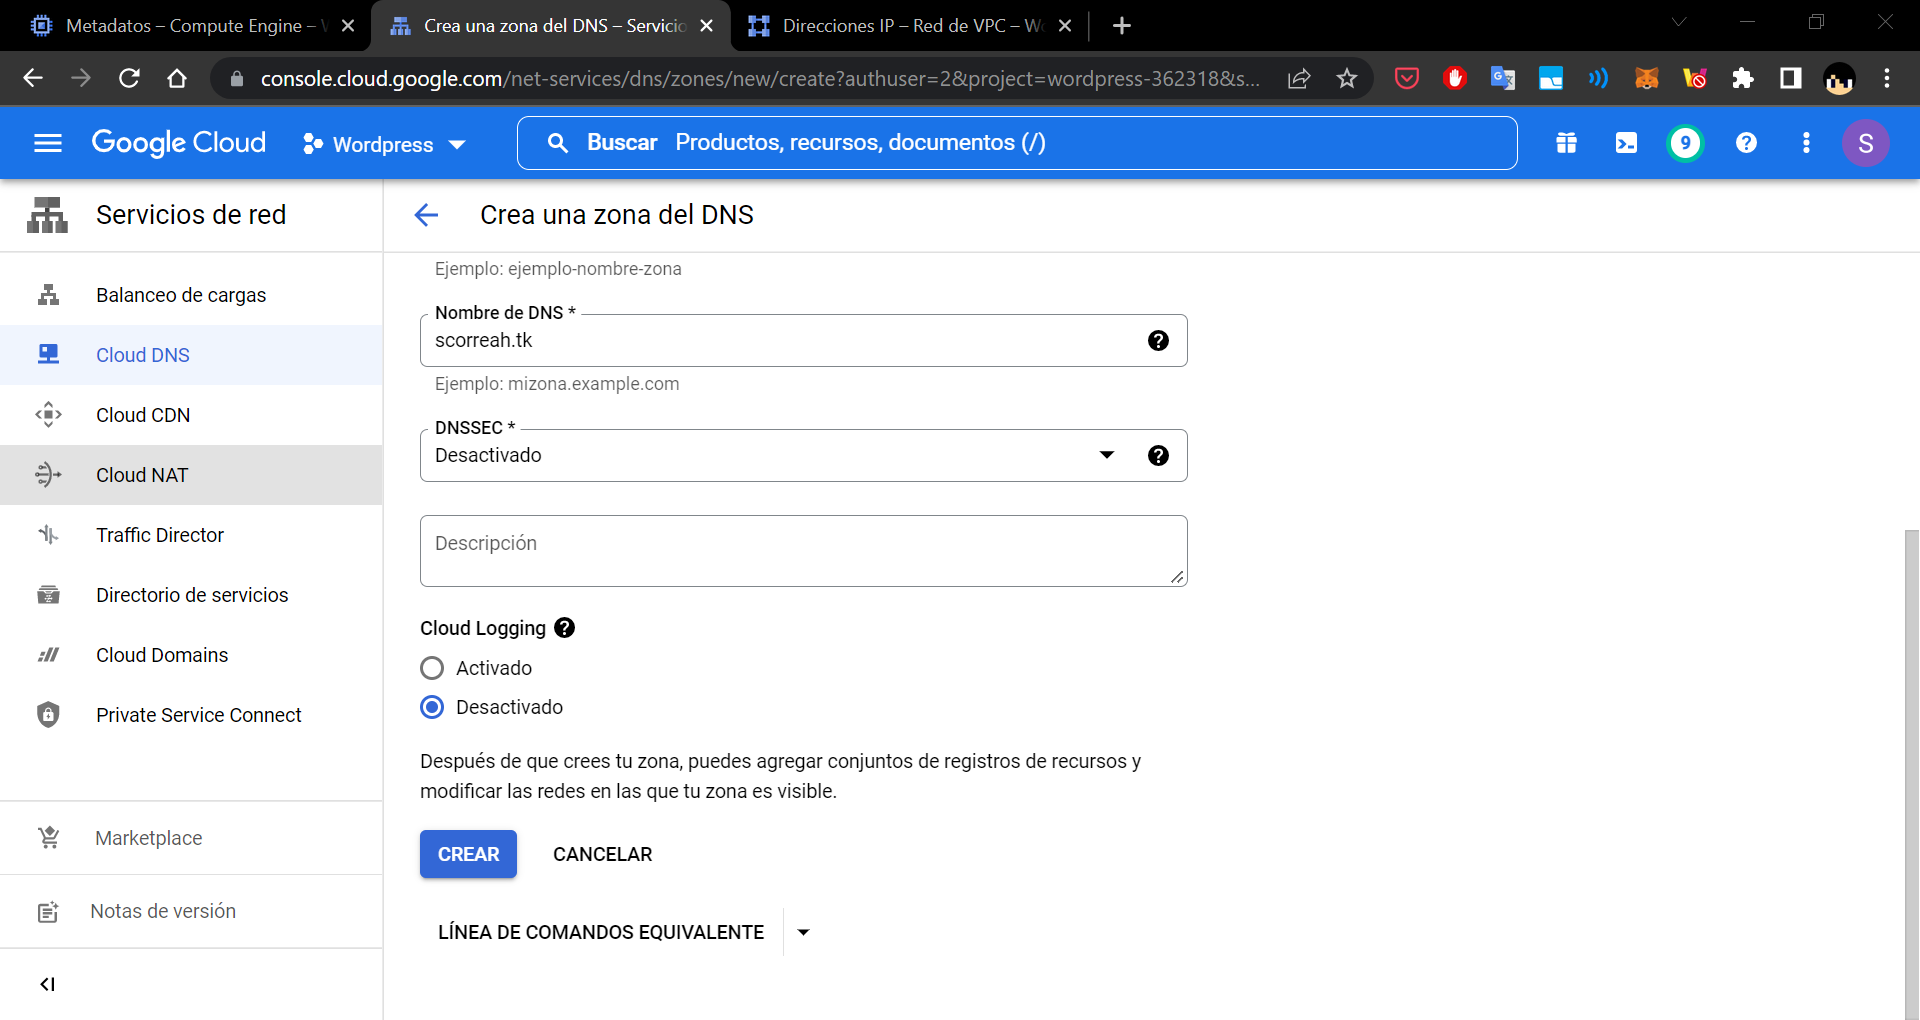 Metadatos – Compute Engine –
Crea una zona del DNS – Servicio
Direcciones IP – Red de VPC – Wo
console.cloud.google.com/net-services/dns/zones/new/create?authuser=2&project=wordpress-362318&s...
Google Cloud
Wordpress
Buscar Productos, recursos, documentos (/)
9
S
Servicios de red
Crea una zona del DNS
Balanceo de cargas
Cloud DNS
Cloud CDN
Cloud NAT
Traffic Director
Directorio de servicios
Cloud Domains
Private Service Connect
Marketplace
Notas de versión
Ejemplo: ejemplo-nombre-zona
Nombre de DNS *
scorreah.tk
Ejemplo: mizona.example.com
DNSSEC *
Desactivado
Descripción
Cloud Logging
Activado
Desactivado
Después de que crees tu zona, puedes agregar conjuntos de registros de recursos y
modificar las redes en las que tu zona es visible.
CREAR
CANCELAR
LÍNEA DE COMANDOS EQUIVALENTE